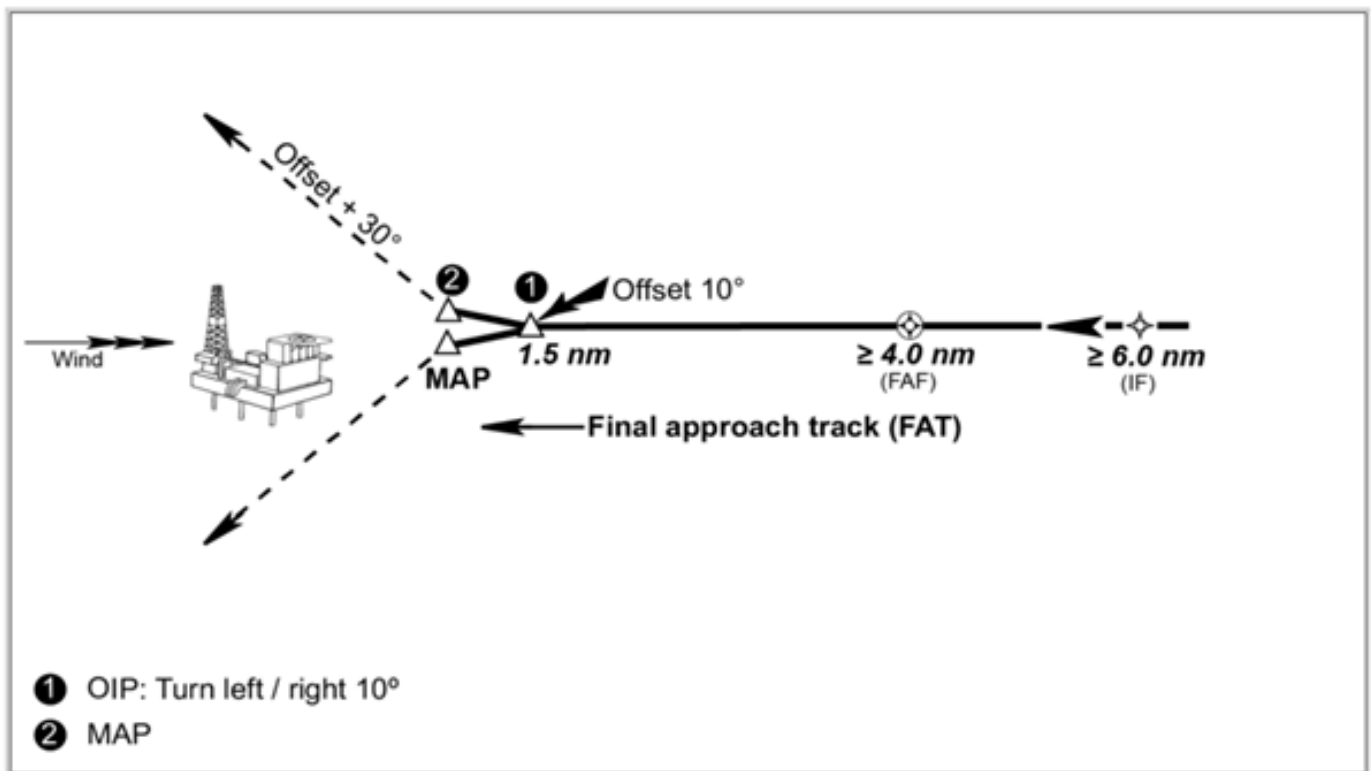 Offset + 30°
2
1
Offset 10°
Wind
1.5 nm
≥ 4.0 nm
≥ 6.0 nm
MAP
(FAF)
(IF)
Final approach track (FAT)
1 OIP: Turn left / right 10º
2 MAP